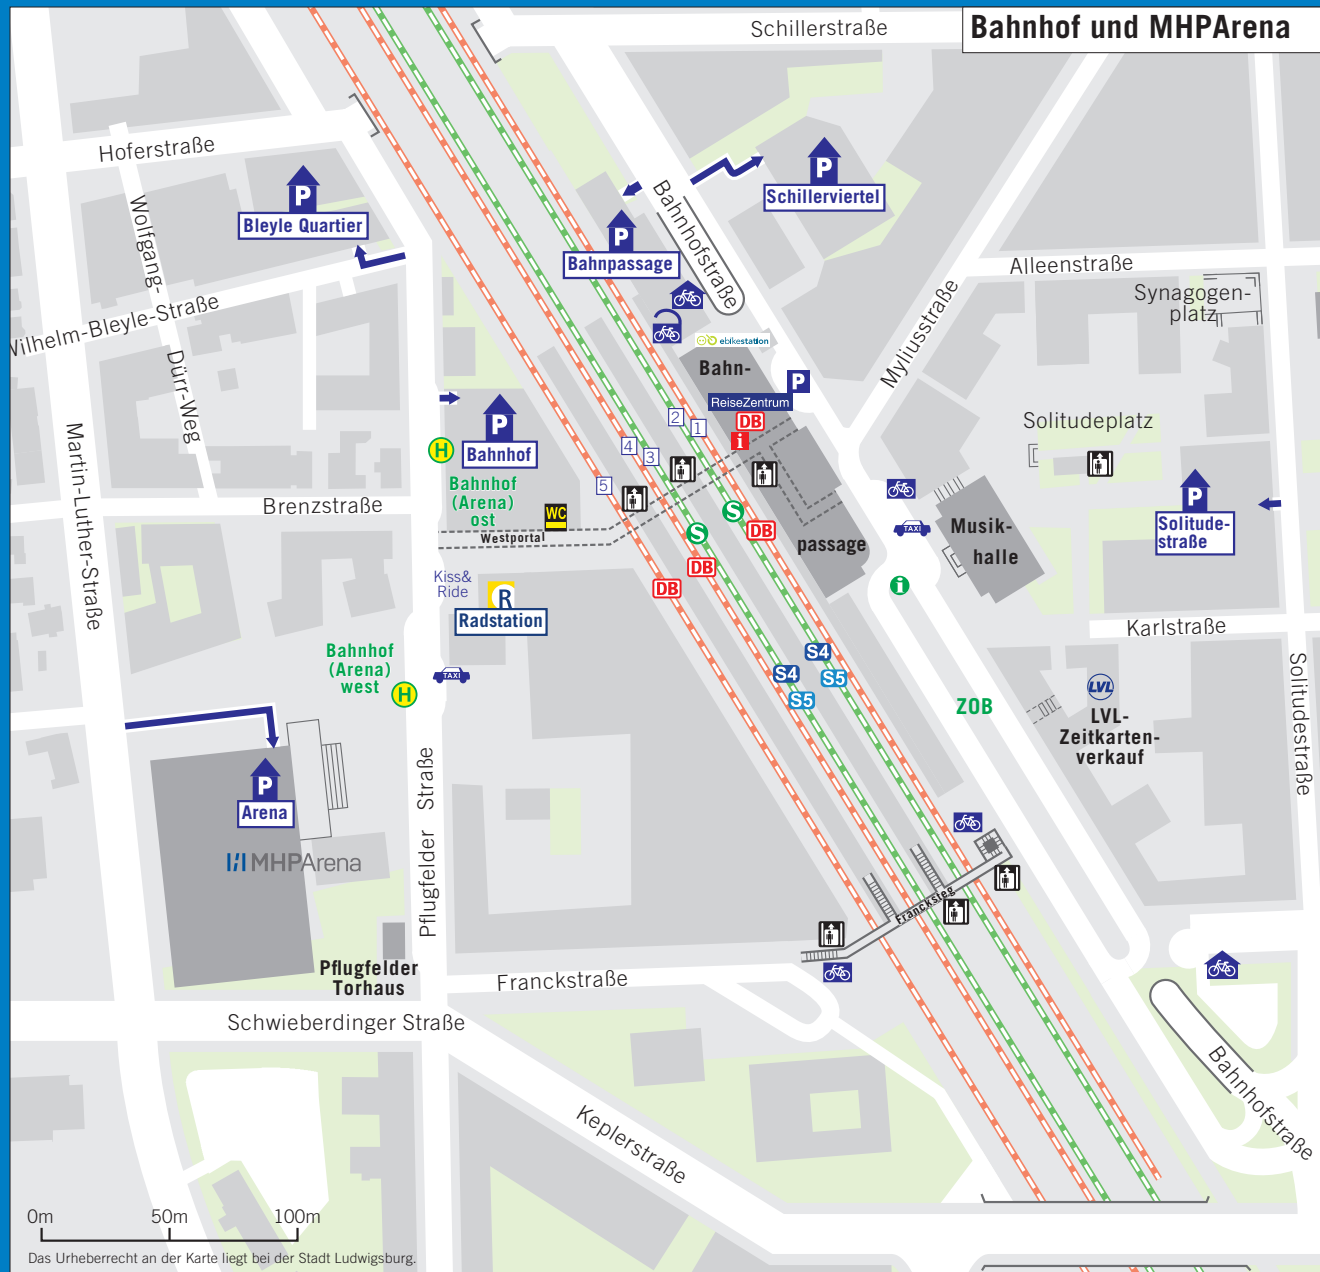 Bahnhof und MHPArena
Schillerstraße
Hoferstraße
P
Bleyle Quartier
P
Schillerviertel
Bahnhofstraße
P
Bahnpassage
Wolfgang-
Dürr-Weg
Wilhelm-Bleyle-Straße
Alleenstraße
Synagogen-
platz
Myliusstraße
ebikestation
Bahn-
P
ReiseZentrum
DB
i
2
1
4
3
5
P
Bahnhof
H
Bahnhof
(Arena)
ost
Solitudeplatz
Martin-Luther-Straße
Brenzstraße
WC
Westportal
S
S
DB
DB
DB
passage
TAXI
Musik-
halle
i
P
Solitude-
straße
Kiss&
Ride
R
Radstation
Karlstraße
Bahnhof
(Arena)
west
H
TAXI
S4
S5
S4
S5
ZOB
LVL
LVL-
Zeitkarten-
verkauf
Solitudestraße
P
Arena
MHPArena
Pflugfelder Straße
Francksteg
Pflugfelder
Torhaus
Franckstraße
Schwieberdinger Straße
Keplerstraße
Bahnhofstraße
0m
50m
100m
Das Urheberrecht an der Karte liegt bei der Stadt Ludwigsburg.